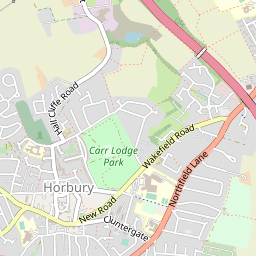 Hall Cliffe Road
Wakefield Road
Northfield Lane
Carr Lodge
Park
Horbury
New Road
Cluntergate